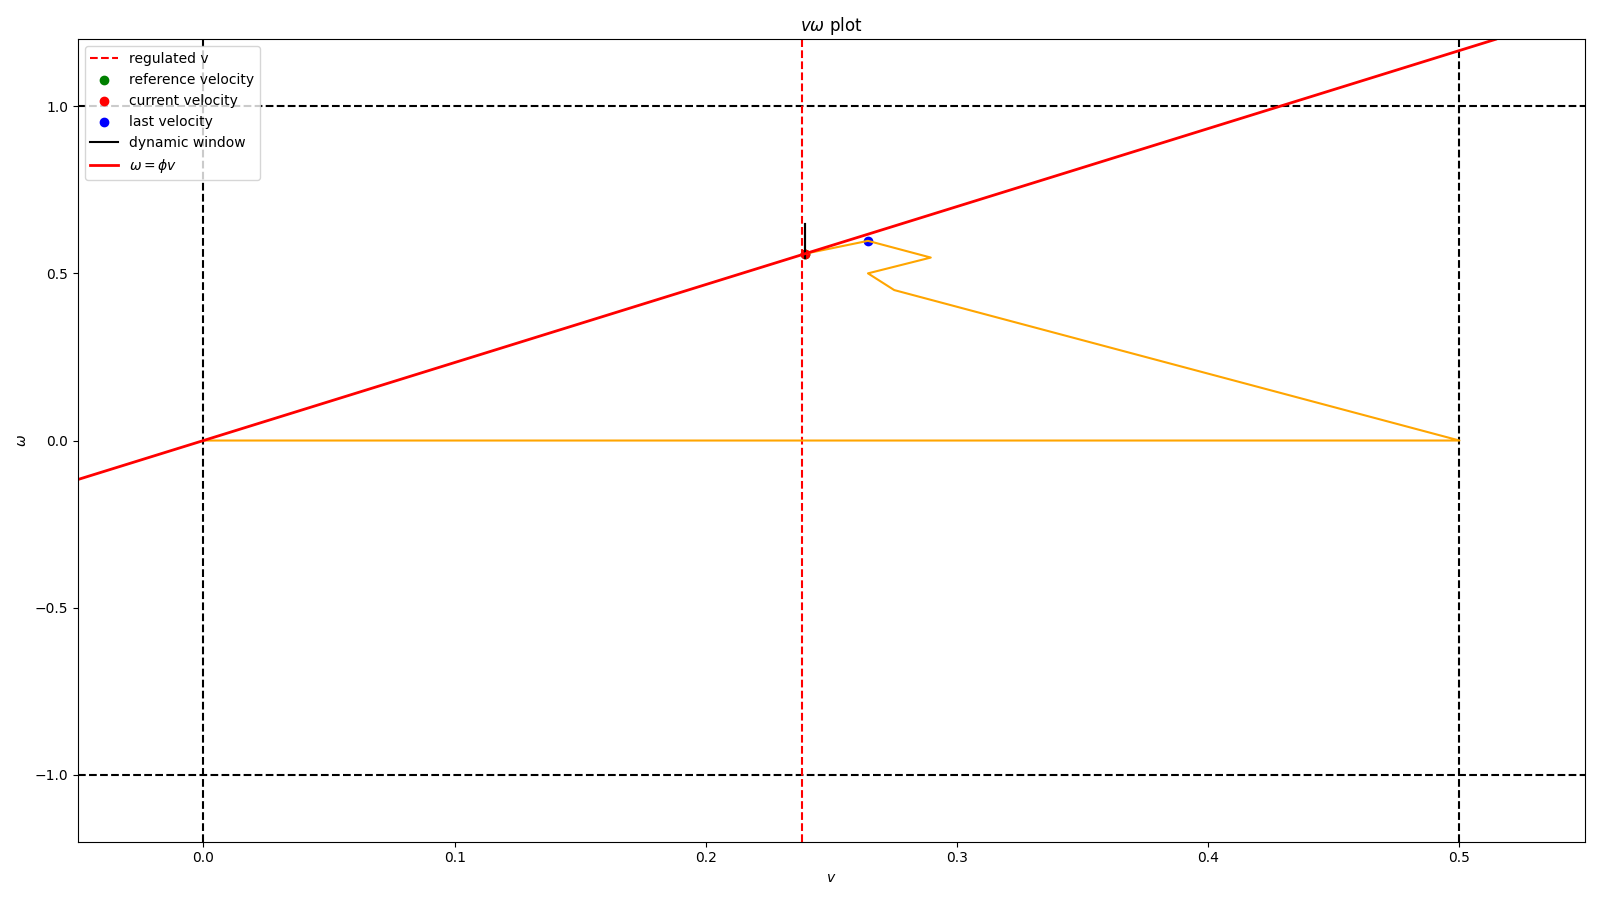 vω plot
regulated v
reference velocity
current velocity
last velocity
dynamic window
ω = ϕv
1.0
0.5
0.0
−0.5
−1.0
ω
0.0 0.1 0.2 0.3 0.4 0.5
v